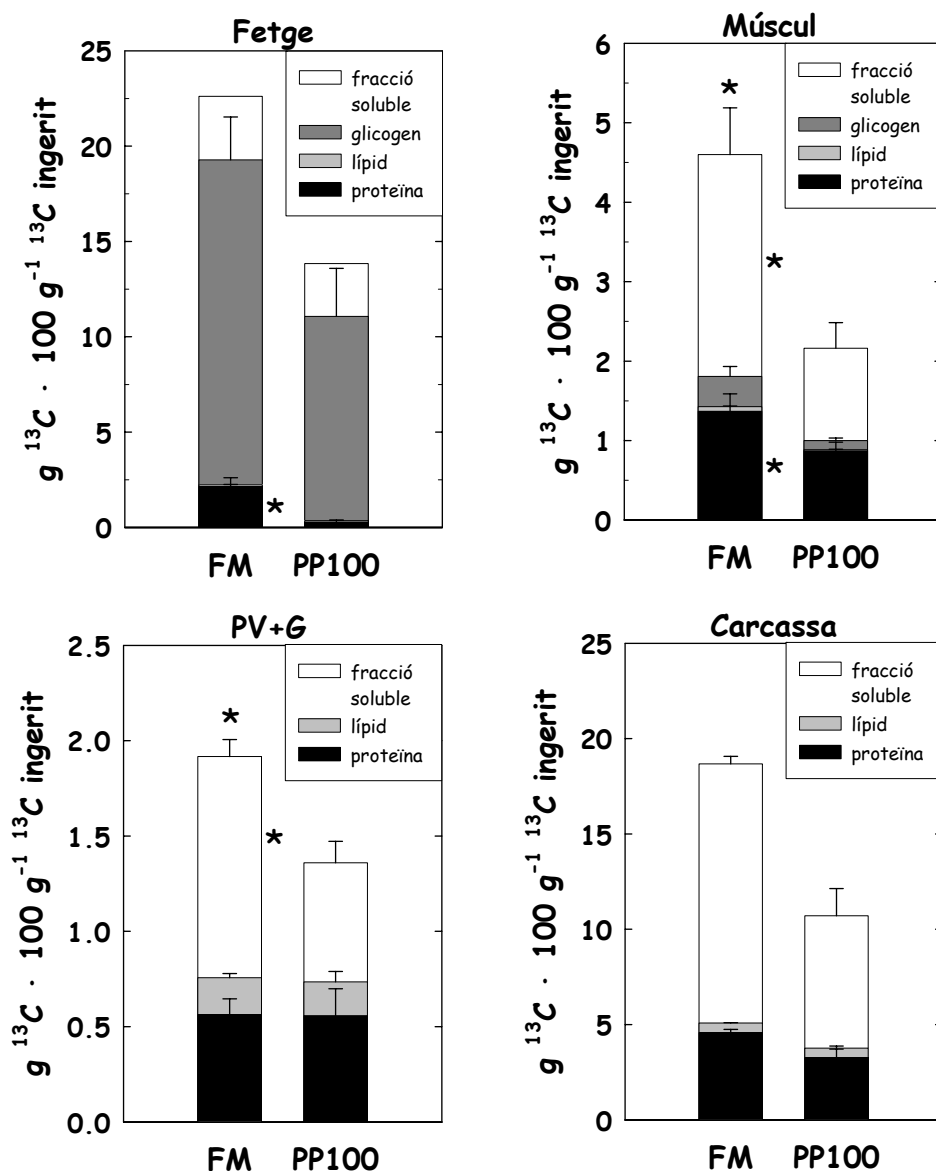 Fetge
g ¹³C · 100 g⁻¹ ¹³C ingerit
25
20
15
10
5
0
fracció
soluble
glicogen
lípid
proteïna
*
FM PP100
Múscul
g ¹³C · 100 g⁻¹ ¹³C ingerit
6
5
4
3
2
1
0
fracció
soluble
glicogen
lípid
proteïna
*
*
*
FM PP100
PV+G
g ¹³C · 100 g⁻¹ ¹³C ingerit
2.5
2.0
1.5
1.0
0.5
0.0
fracció
soluble
lípid
proteïna
*
*
FM PP100
Carcassa
g ¹³C · 100 g⁻¹ ¹³C ingerit
25
20
15
10
5
0
fracció
soluble
lípid
proteïna
FM PP100